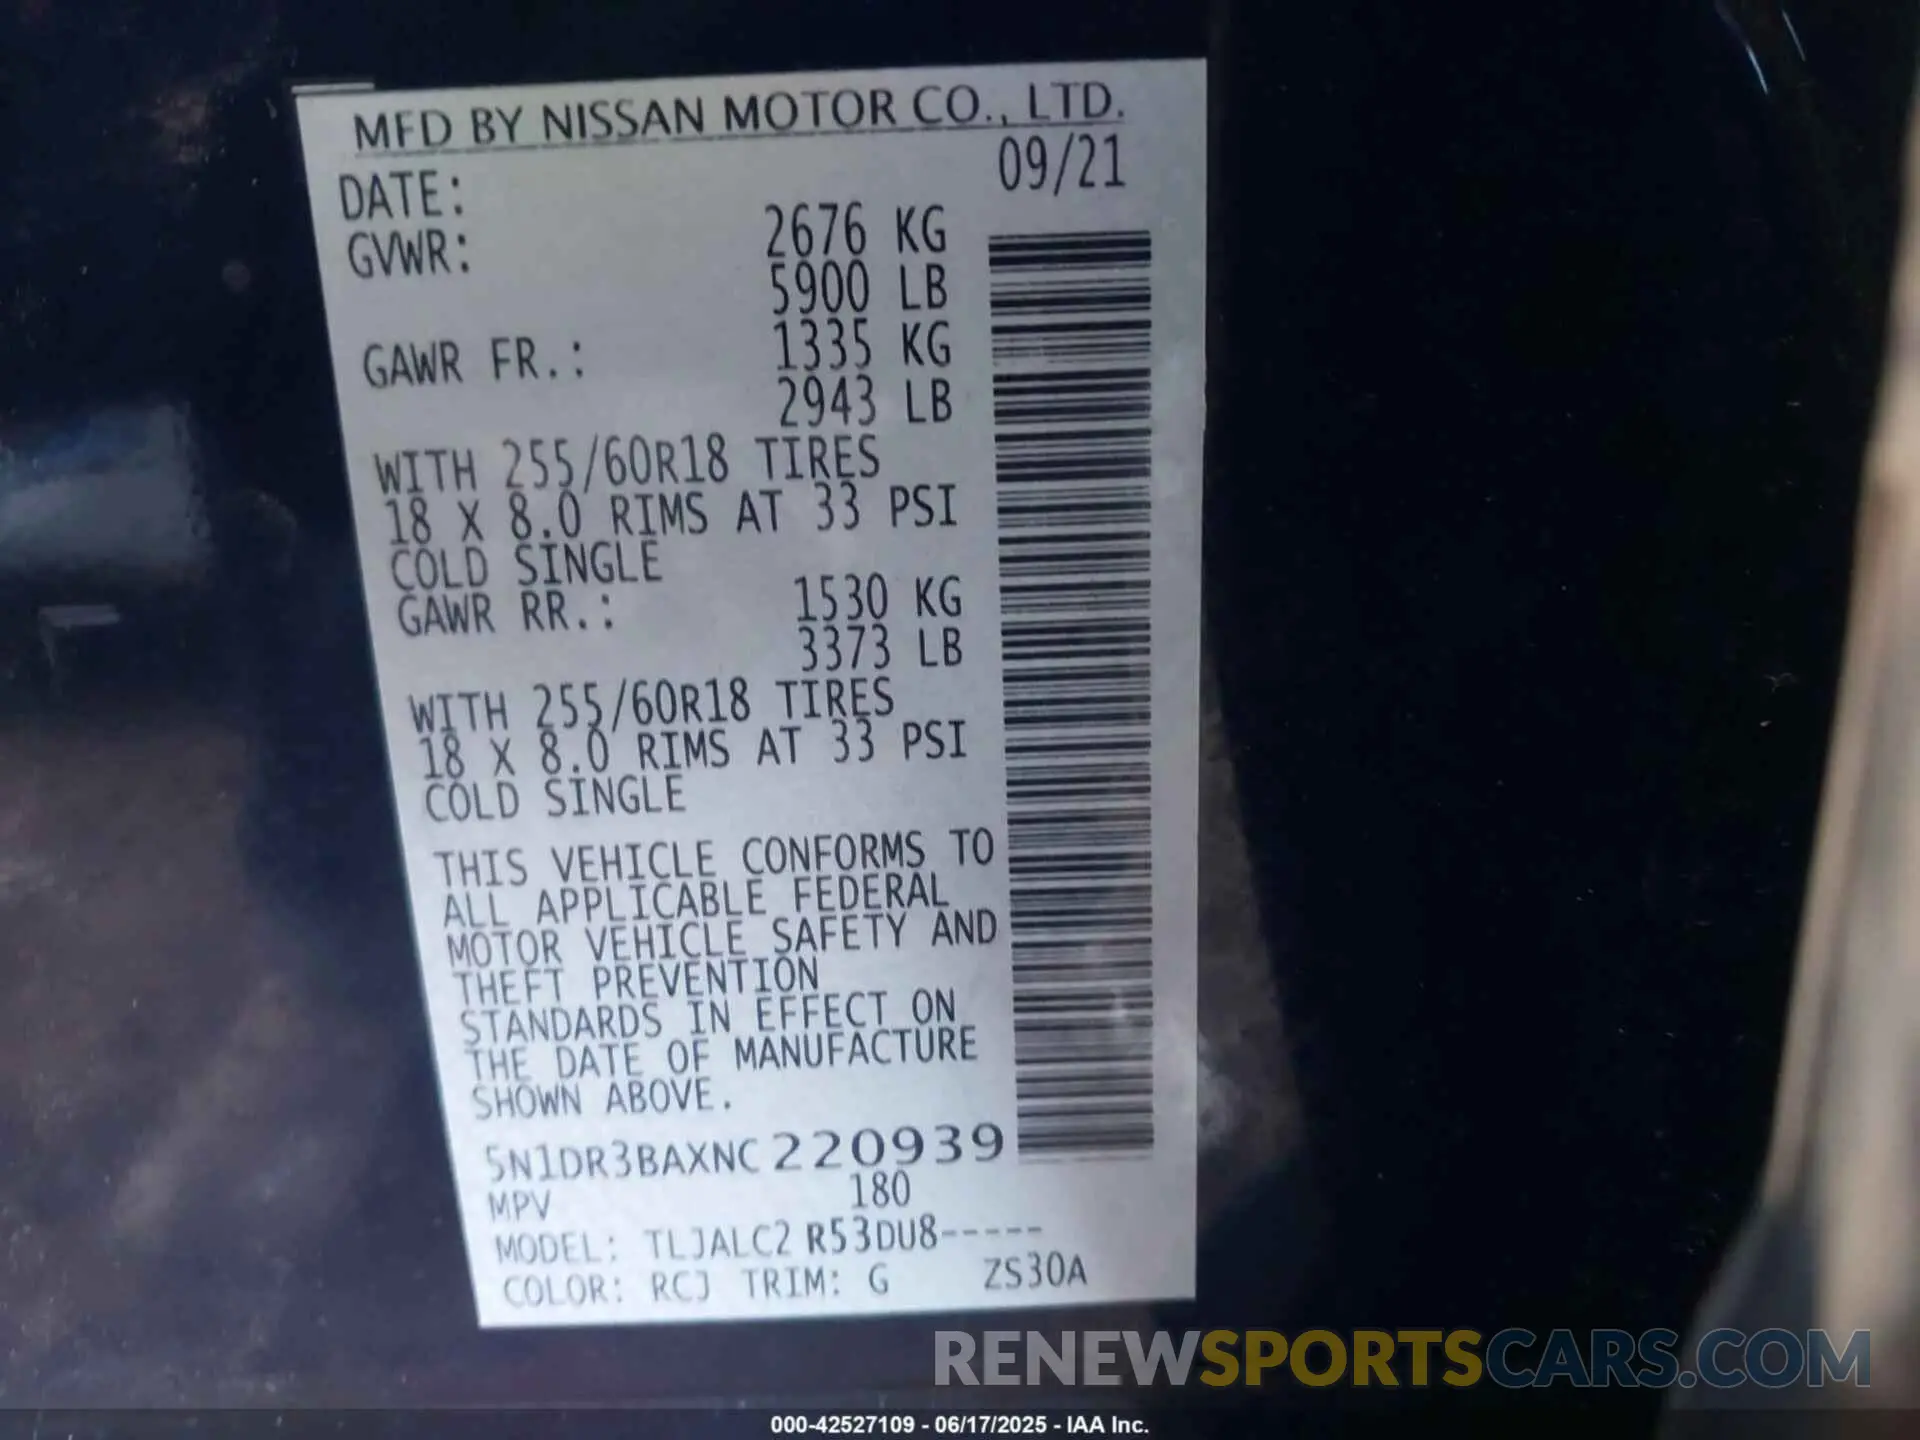 MFD BY NISSAN MOTOR CO., LTD.
DATE: 09/21
GVWR: 2676 KG
5900 LB
GAWR FR.: 1335 KG
2943 LB
WITH 255/60R18 TIRES
18 X 8.0 RIMS AT 33 PSI
COLD SINGLE
GAWR RR.: 1530 KG
3373 LB
WITH 255/60R18 TIRES
18 X 8.0 RIMS AT 33 PSI
COLD SINGLE
THIS VEHICLE CONFORMS TO
ALL APPLICABLE FEDERAL
MOTOR VEHICLE SAFETY AND
THEFT PREVENTION
STANDARDS IN EFFECT ON
THE DATE OF MANUFACTURE
SHOWN ABOVE.
5N1DR3BAXNC 220939
MPV 180
MODEL: TLJALC2 R53DU8-----
COLOR: RCJ TRIM: G ZS30A
RENEWSPORTSCARS.COM
000-42527109 - 06/17/2025 - IAA Inc.